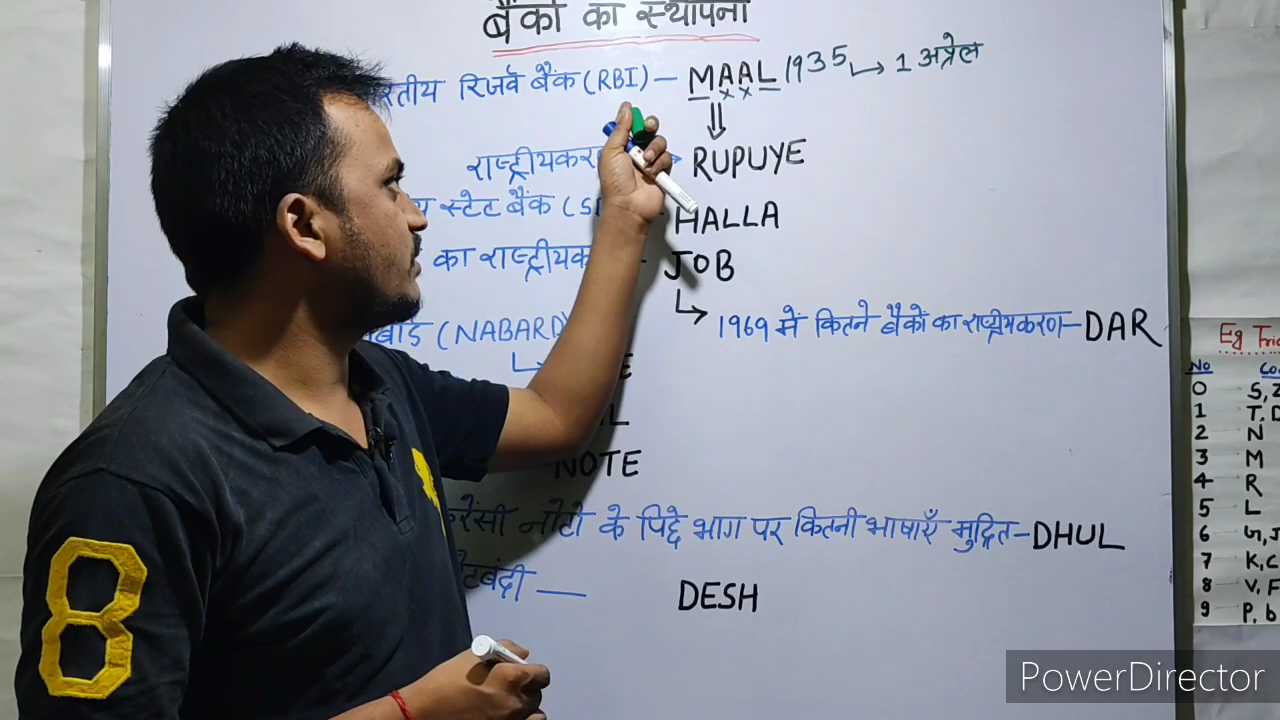 बैंकों का स्थापना
रतीय रिजर्व बैंक (RBI) – MAAL 1935 ↳ 1 अप्रेल
राष्ट्रीयकर RUPUYE
य स्टेट बैंक (S HALLA
का राष्ट्रीयक - JOB
↳ 1969 में कितने बैंकों का राष्ट्रीयकरण – DAR
(NABARD)
E
L
NOTE
रेंसी नोटों के पिद्दे भाग पर कितनी भाषाएँ मुद्रित – DHUL
टबंदी — DESH
8
Eg Tri
No Co
0 S, Z
1 T, D
2 N
3 M
4 R
5 L
6 G, J
7 K, C
8 V, F
9 P, b
PowerDirector